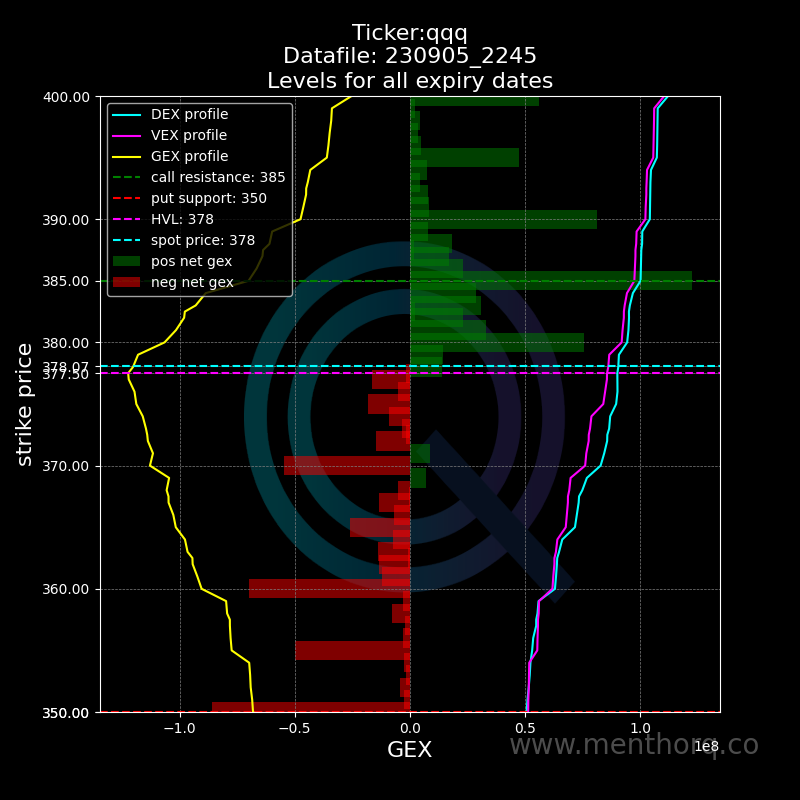 Ticker:qqq
Datafile: 230905_2245
Levels for all expiry dates
DEX profile
VEX profile
GEX profile
call resistance: 385
put support: 350
HVL: 378
spot price: 378
pos net gex
neg net gex
400.00
390.00
385.00
380.00
378.07
377.50
370.00
360.00
350.00
strike price
−1.0
−0.5
0.0
0.5
1.0
1e8
GEX
www.menthorq.co